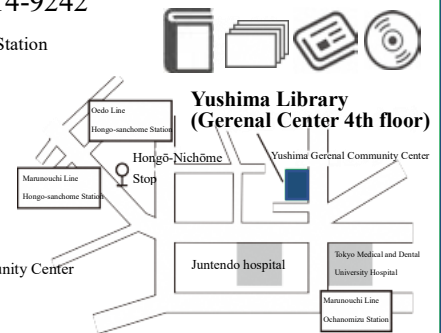 14-9242
Station
Yushima Library
(Gerenal Center 4th floor)
Oedo Line
Hongo-sanchome Station
Hongō-Nichōme
Stop
Yushima Gerenal Community Center
Marunouchi Line
Hongo-sanchome Station
unity Center
Juntendo hospital
Tokyo Medical and Dental
University Hospital
Marunouchi Line
Ochanomizu Station